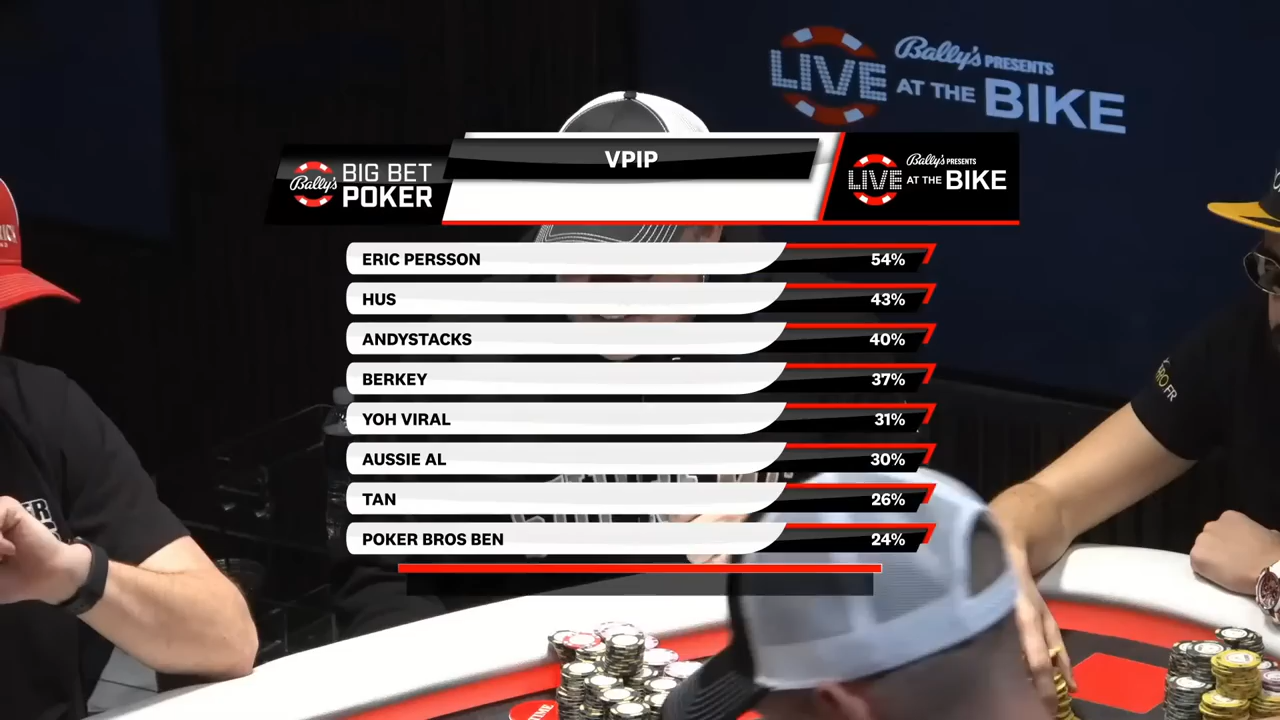 Bally's PRESENTS
LIVE AT THE BIKE
Bally's BIG BET POKER
VPIP
Bally's PRESENTS
LIVE AT THE BIKE
ERIC PERSSON 54%
HUS 43%
ANDYSTACKS 40%
BERKEY 37%
YOH VIRAL 31%
AUSSIE AL 30%
TAN 26%
POKER BROS BEN 24%